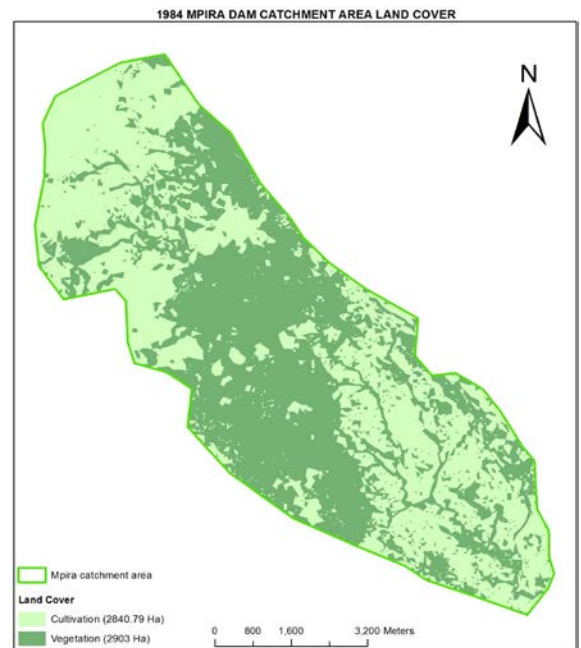 1984 MPIRA DAM CATCHMENT AREA LAND COVER
N
Mpira catchment area
Land Cover
Cultivation (2840.79 Ha)
Vegetation (2903 Ha)
0 800 1,600 3,200 Meters